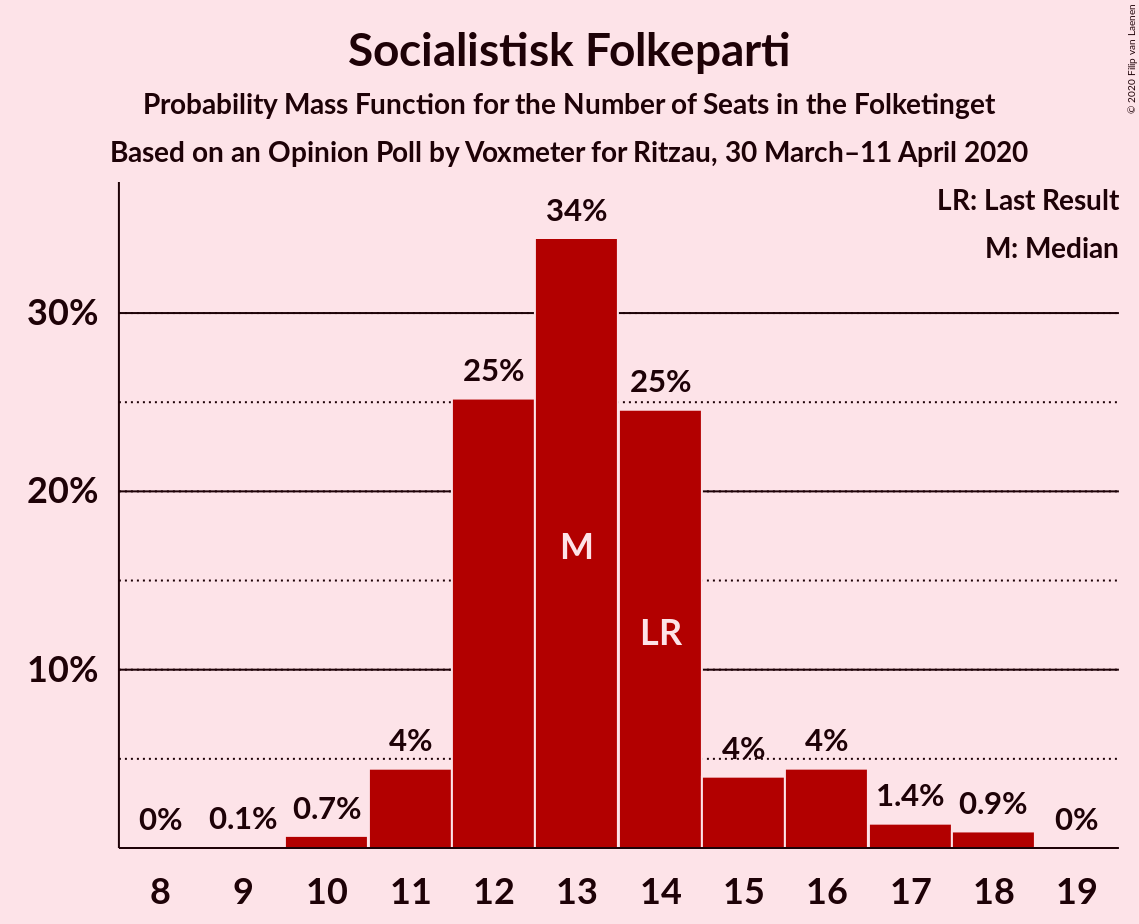 Socialistisk Folkeparti
Probability Mass Function for the Number of Seats in the Folketinget
Based on an Opinion Poll by Voxmeter for Ritzau, 30 March–11 April 2020
© 2020 Filip van Laenen
LR: Last Result
M: Median
30%
20%
10%
0%
0.1%
0.7%
4%
25%
34%
25%
4%
4%
1.4%
0.9%
0%
M
LR
8 9 10 11 12 13 14 15 16 17 18 19